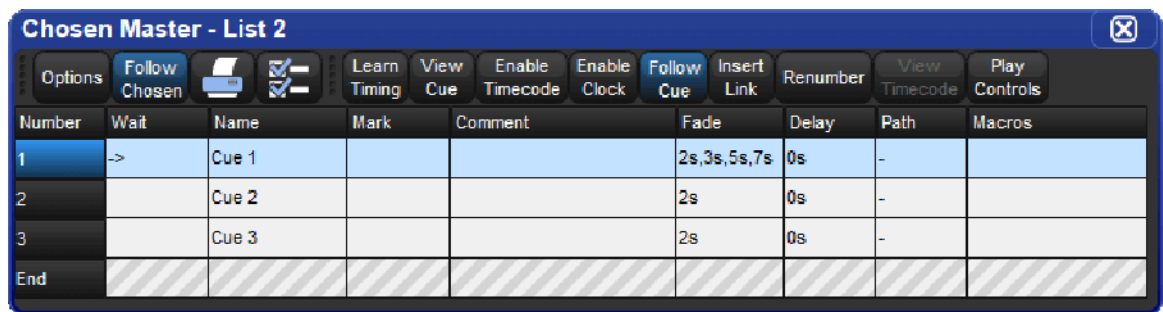 Chosen Master - List 2
Options Follow Chosen Learn Timing View Cue Enable Timecode Enable Clock Follow Cue Insert Link Renumber View Timecode Play Controls
Number Wait Name Mark Comment Fade Delay Path Macros
1 -> Cue 1 2s,3s,5s,7s 0s -
2 Cue 2 2s 0s -
3 Cue 3 2s 0s -
End